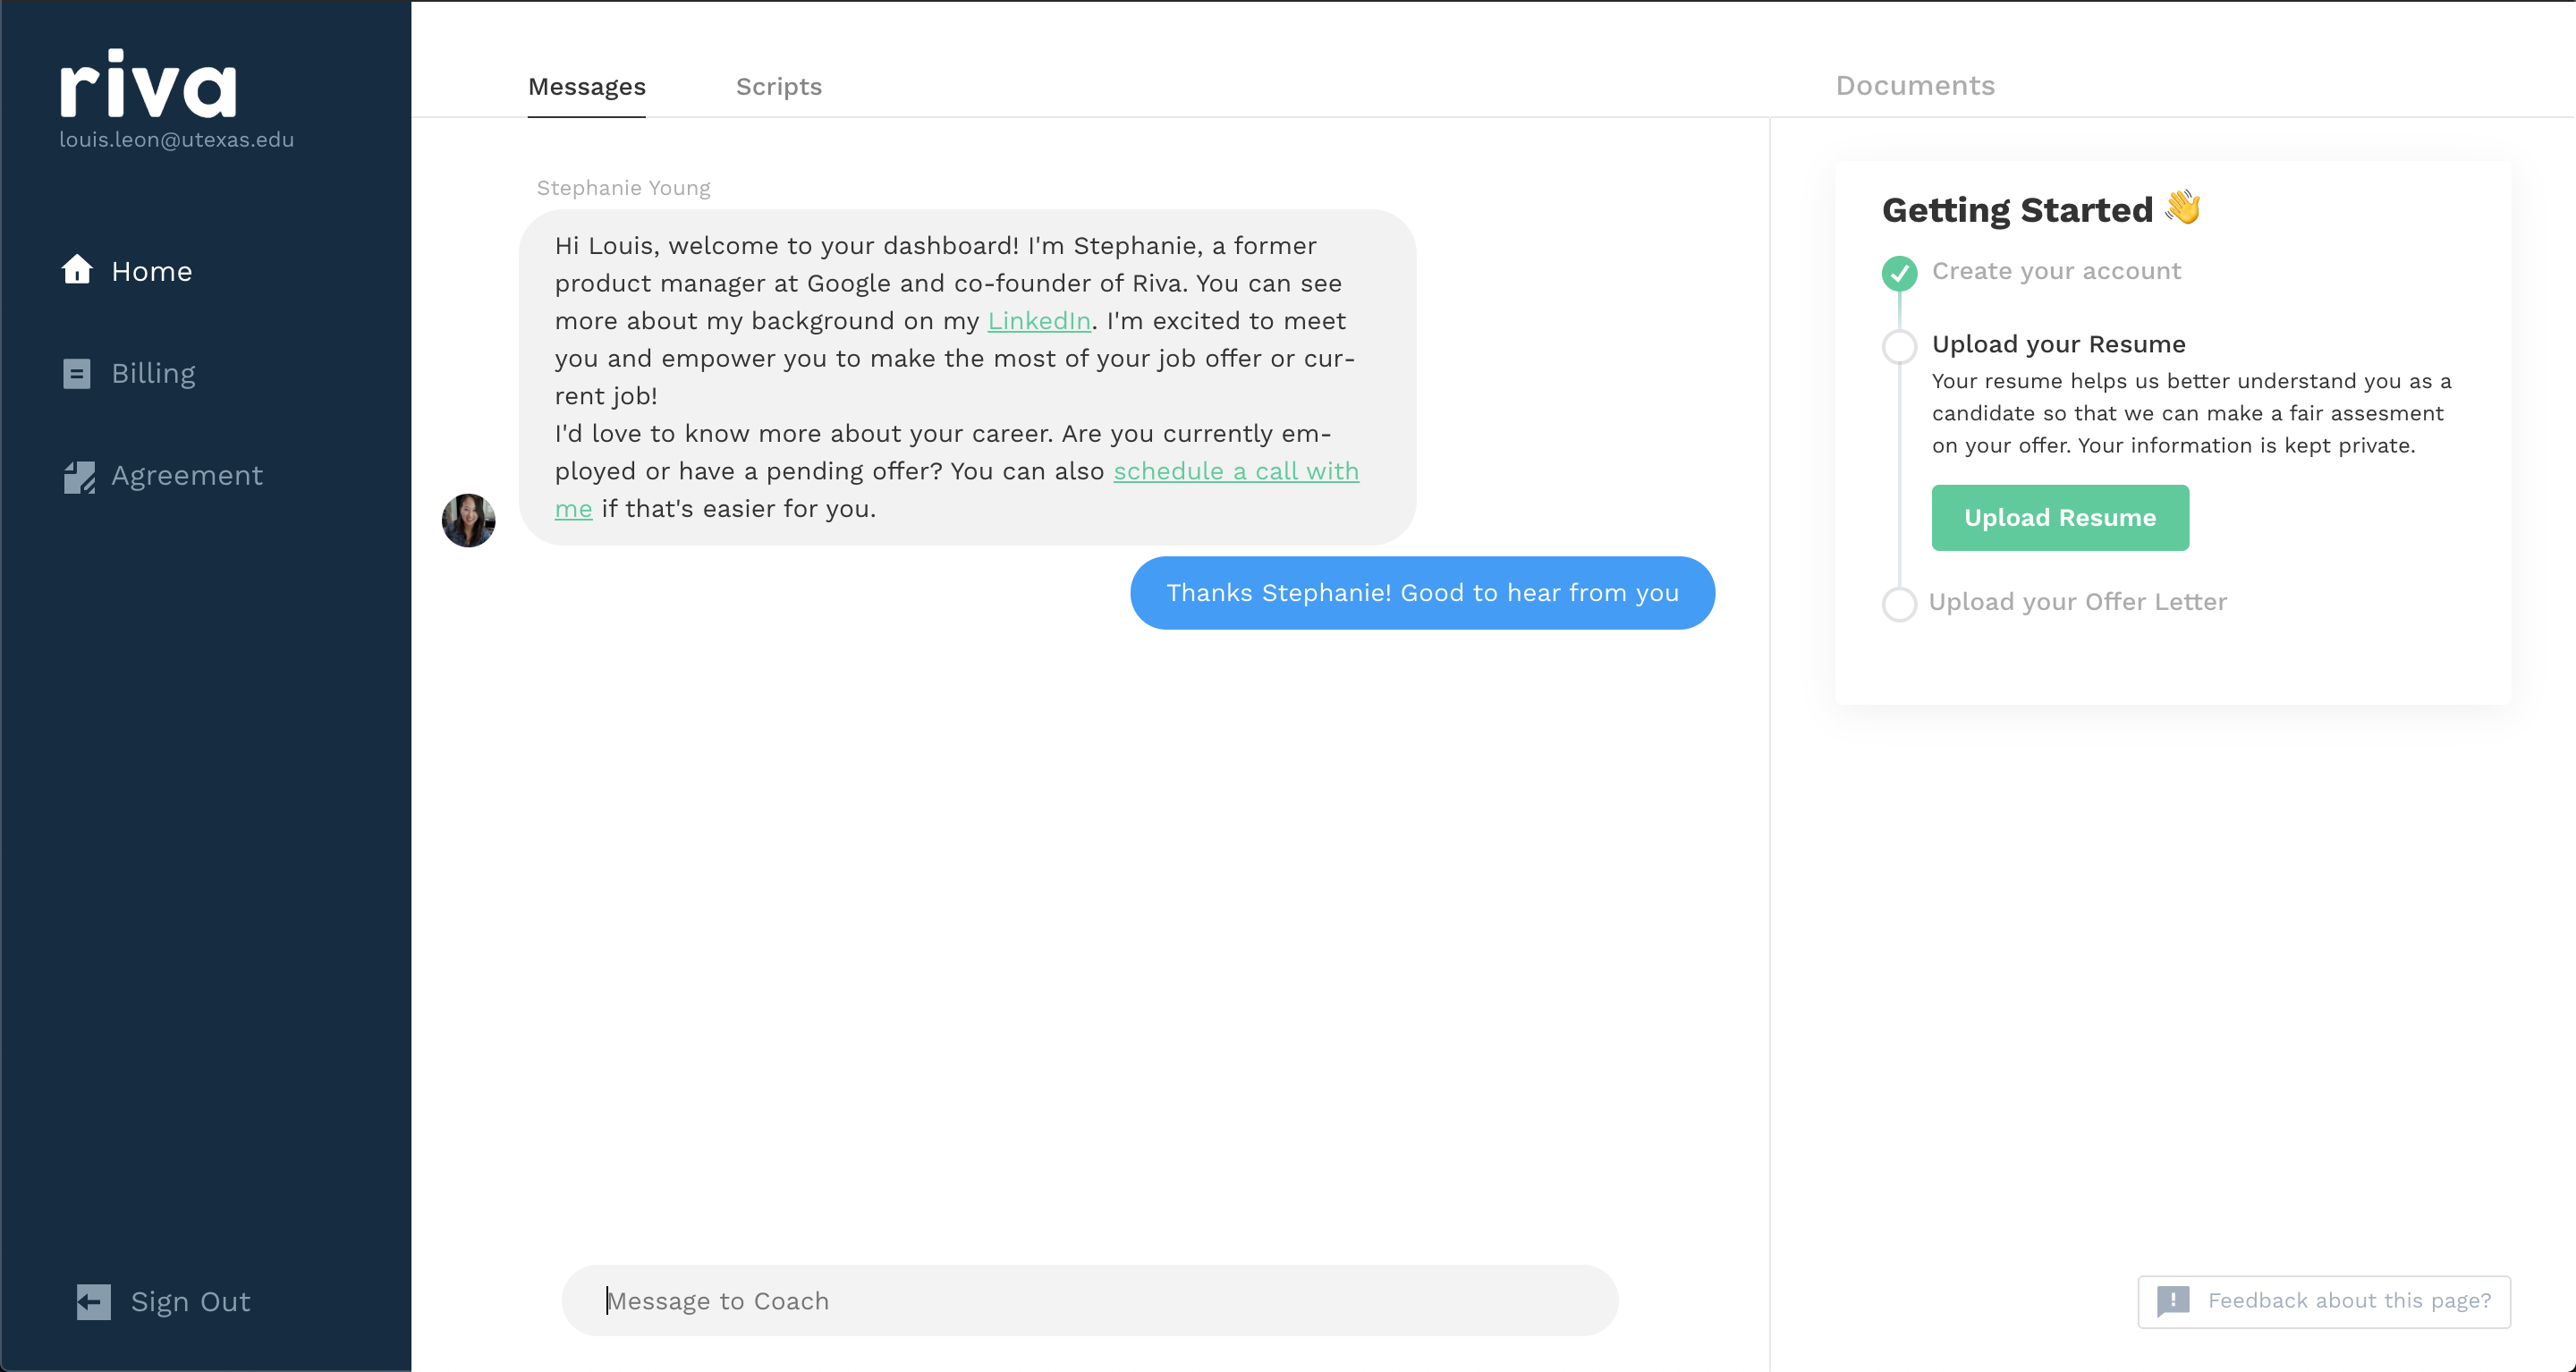 riva
louis.leon@utexas.edu
Home
Billing
Agreement
Sign Out
Messages
Scripts
Stephanie Young
Hi Louis, welcome to your dashboard! I'm Stephanie, a former
product manager at Google and co-founder of Riva. You can see
more about my background on my LinkedIn. I'm excited to meet
you and empower you to make the most of your job offer or cur-
rent job!
I'd love to know more about your career. Are you currently em-
ployed or have a pending offer? You can also schedule a call with
me if that's easier for you.
Thanks Stephanie! Good to hear from you
Message to Coach
Documents
Getting Started 👋
Create your account
Upload your Resume
Your resume helps us better understand you as a
candidate so that we can make a fair assesment
on your offer. Your information is kept private.
Upload Resume
Upload your Offer Letter
Feedback about this page?